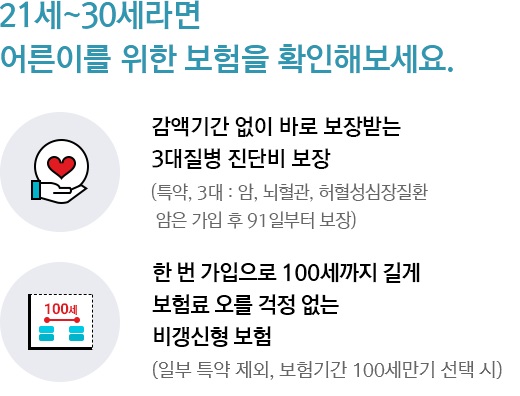 21세~30세라면
어른이를 위한 보험을 확인해보세요.
감액기간 없이 바로 보장받는
3대질병 진단비 보장
(특약, 3대 : 암, 뇌혈관, 허혈성심장질환
암은 가입 후 91일부터 보장)
한 번 가입으로 100세까지 길게
100세
보험료 오를 걱정 없는
비갱신형 보험
(일부 특약 제외, 보험기간 100세만기 선택 시)